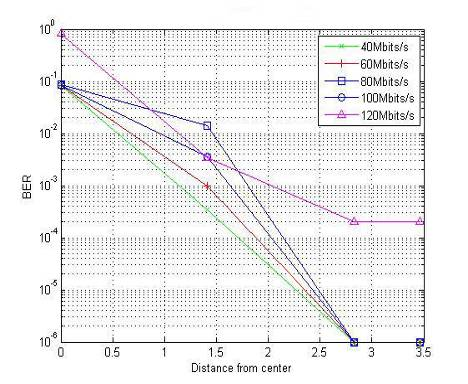 10^0
10^-1
10^-2
10^-3
10^-4
10^-5
10^-6
BER
0 0.5 1 1.5 2 2.5 3 3.5
Distance from center
40Mbits/s
60Mbits/s
80Mbits/s
100Mbits/s
120Mbits/s